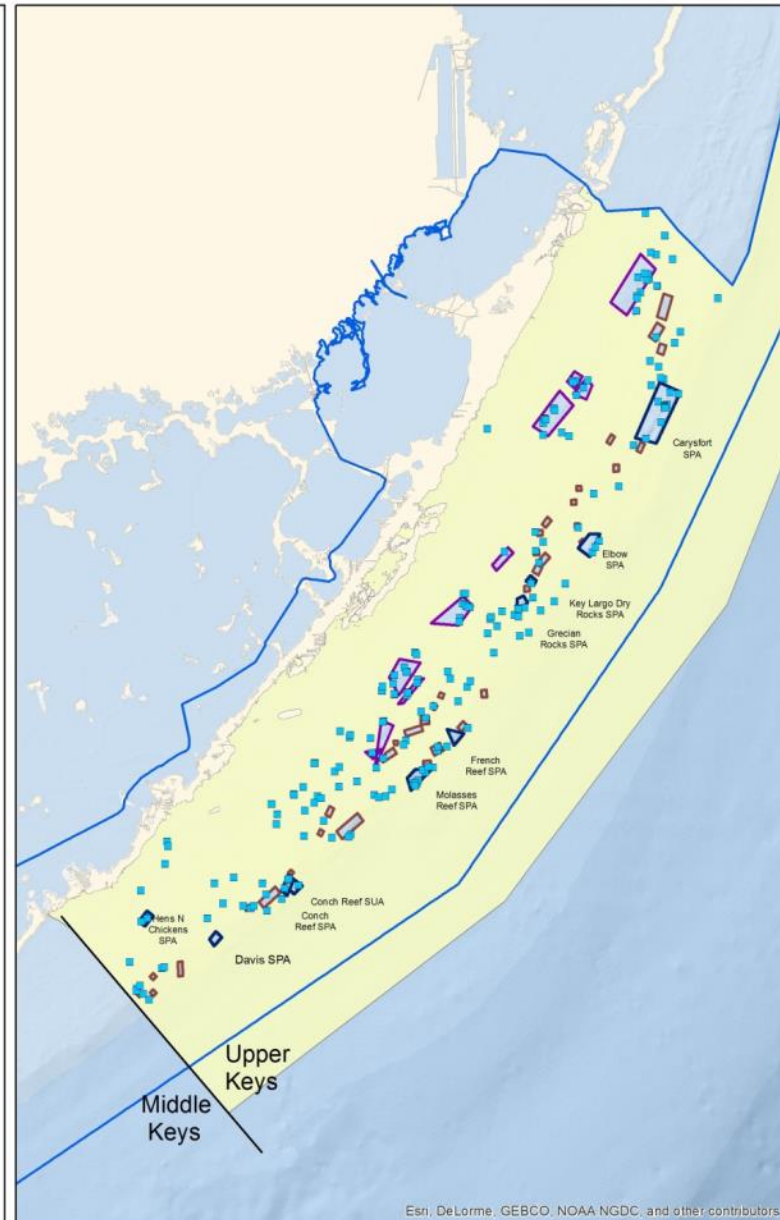 Carysfort
SPA
Elbow
SPA
Key Largo Dry
Rocks SPA
Grecian
Rocks SPA
French
Reef SPA
Molasses
Reef SPA
Conch Reef SUA
Conch
Reef SPA
Hens N
Chickens
SPA
Davis SPA
Upper
Keys
Middle
Keys
Esri, DeLorme, GEBCO, NOAA NGDC, and other contributors